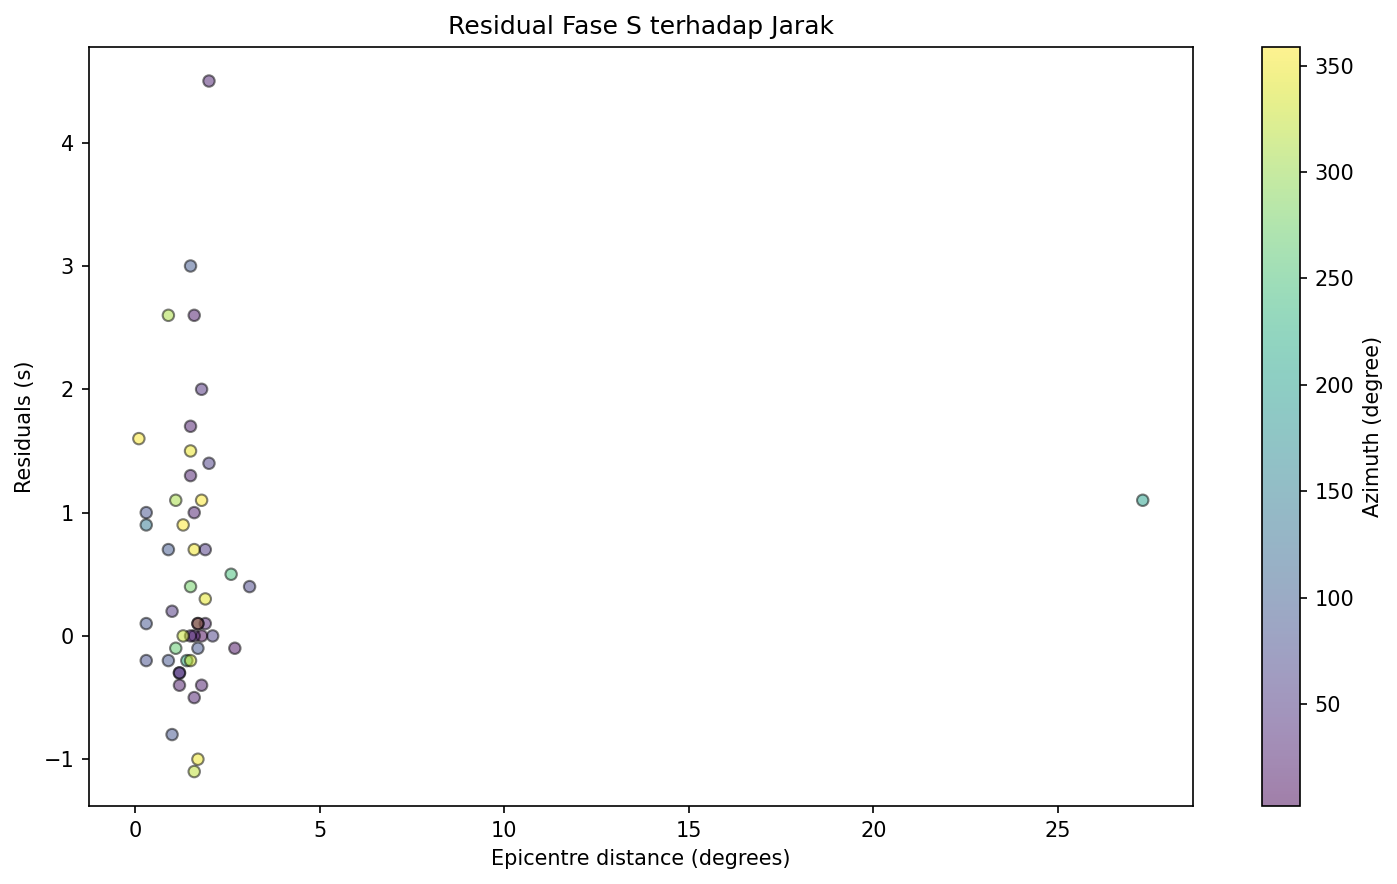 Residual Fase S terhadap Jarak
Residuals (s)
4
3
2
1
0
−1
0 5 10 15 20 25
Epicentre distance (degrees)
350
300
250
200
150
100
50
Azimuth (degree)